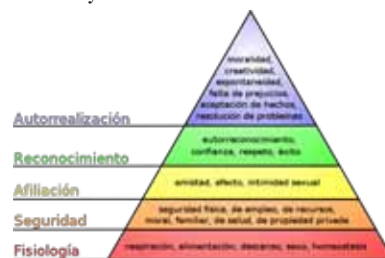 moralidad,
creatividad,
espontaneidad,
falta de prejuicios,
aceptación de hechos,
resolución de problemas
Autorrealización
autorreconocimiento,
confianza, respeto, éxito
Reconocimiento
amistad, afecto, intimidad sexual
Afiliación
seguridad física, de empleo, de recursos,
moral, familiar, de salud, de propiedad privada
Seguridad
respiración, alimentación, descanso, sexo, homeostasis
Fisiología